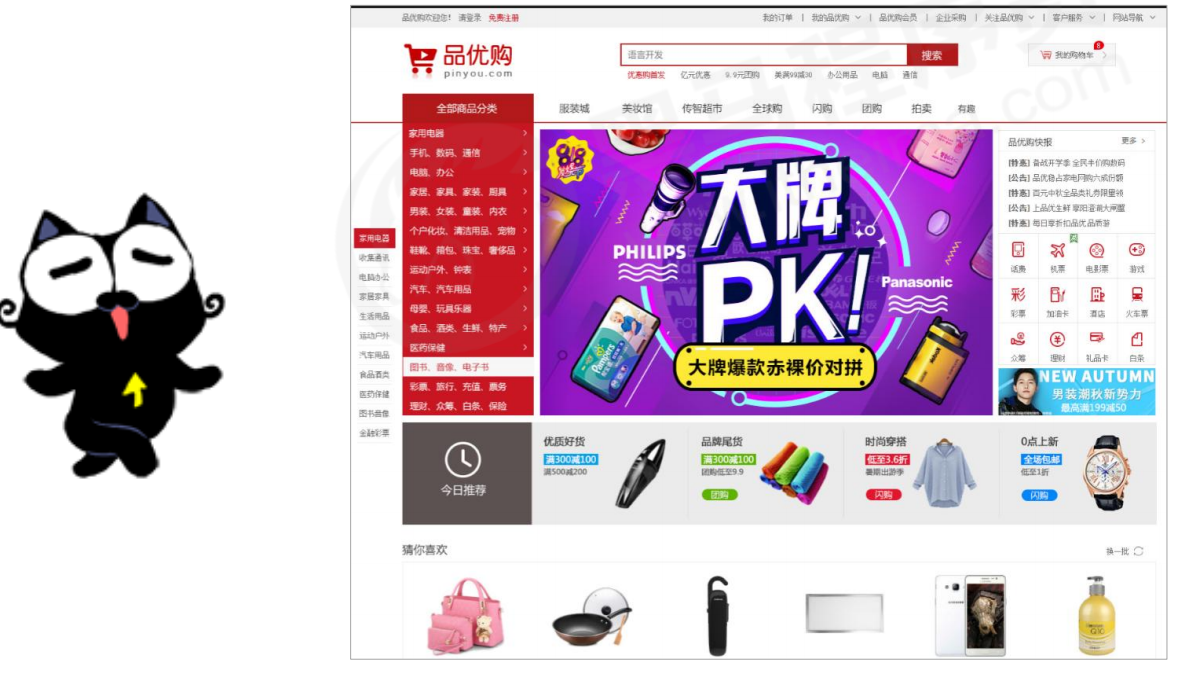 品优购欢迎您！ 请登录 免费注册
我的订单 | 我的品优购 | 品优购会员 | 企业采购 | 关注品优购 | 客户服务 | 网站导航
品优购
pinyou.com
语言开发
搜索
我的购物车
8
优惠购首发 亿元优惠 9.9元团购 美满99减30 办公用品 电脑 通信
全部商品分类 服装城 美妆馆 传智超市 全球购 闪购 团购 拍卖 有趣
家用电器
手机、数码、通信
电脑、办公
家居、家具、家装、厨具
男装、女装、童装、内衣
个户化妆、清洁用品、宠物
鞋靴、箱包、珠宝、奢侈品
运动户外、钟表
汽车、汽车用品
母婴、玩具乐器
食品、酒类、生鲜、特产
医药保健
图书、音像、电子书
彩票、旅行、充值、票务
理财、众筹、白条、保险
家用电器
收集通讯
电脑办公
家居家具
生活用品
运动户外
汽车用品
食品酒类
医药保健
图书音像
金融彩票
818
大牌
PK!
PHILIPS
Panasonic
Pampers
大牌爆款赤裸价对拼
品优购快报
更多
[特惠] 备战开学季 全民半价购数码
[公告] 品优稳占家电网购六成份额
[特惠] 百元中秋全品类礼券限量领
[公告] 上品优生鲜 享阳澄湖大闸蟹
[特惠] 每日享折扣品优品质游
话费 机票 电影票 游戏
彩票 加油卡 酒店 火车票
众筹 理财 礼品卡 白条
NEW AUTUMN
男装潮秋新势力
最高满199减50
今日推荐
优质好货
满300减100
满500减200
品牌尾货
满300减100
团购低至9.9
团购
时尚穿搭
低至3.6折
暑期出游季
闪购
0点上新
全场包邮
低至1折
闪购
猜你喜欢
换一批
Q10